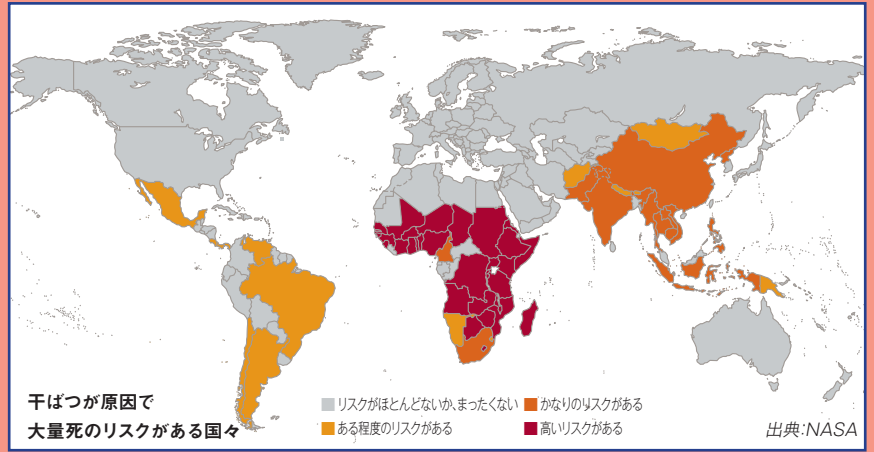 干ばつが原因で
大量死のリスクがある国々
リスクがほとんどないか、まったくない
かなりのリスクがある
ある程度のリスクがある
高いリスクがある
出典:NASA